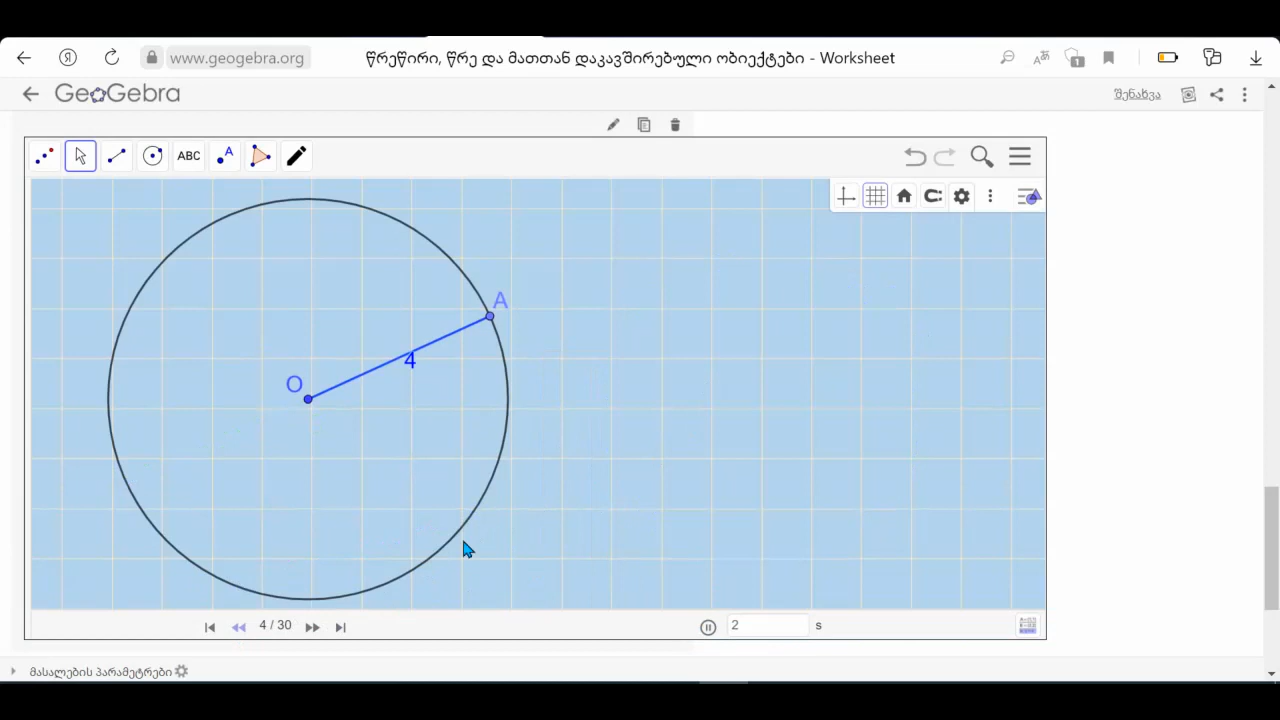 www.geogebra.org
წრეწირი, წრე და მათთან დაკავშირებული ობიექტები - Worksheet
1
GeoGebra
შენახვა
ABC
A
A
O
4
4 / 30
2
s
მასალების პარამეტრები